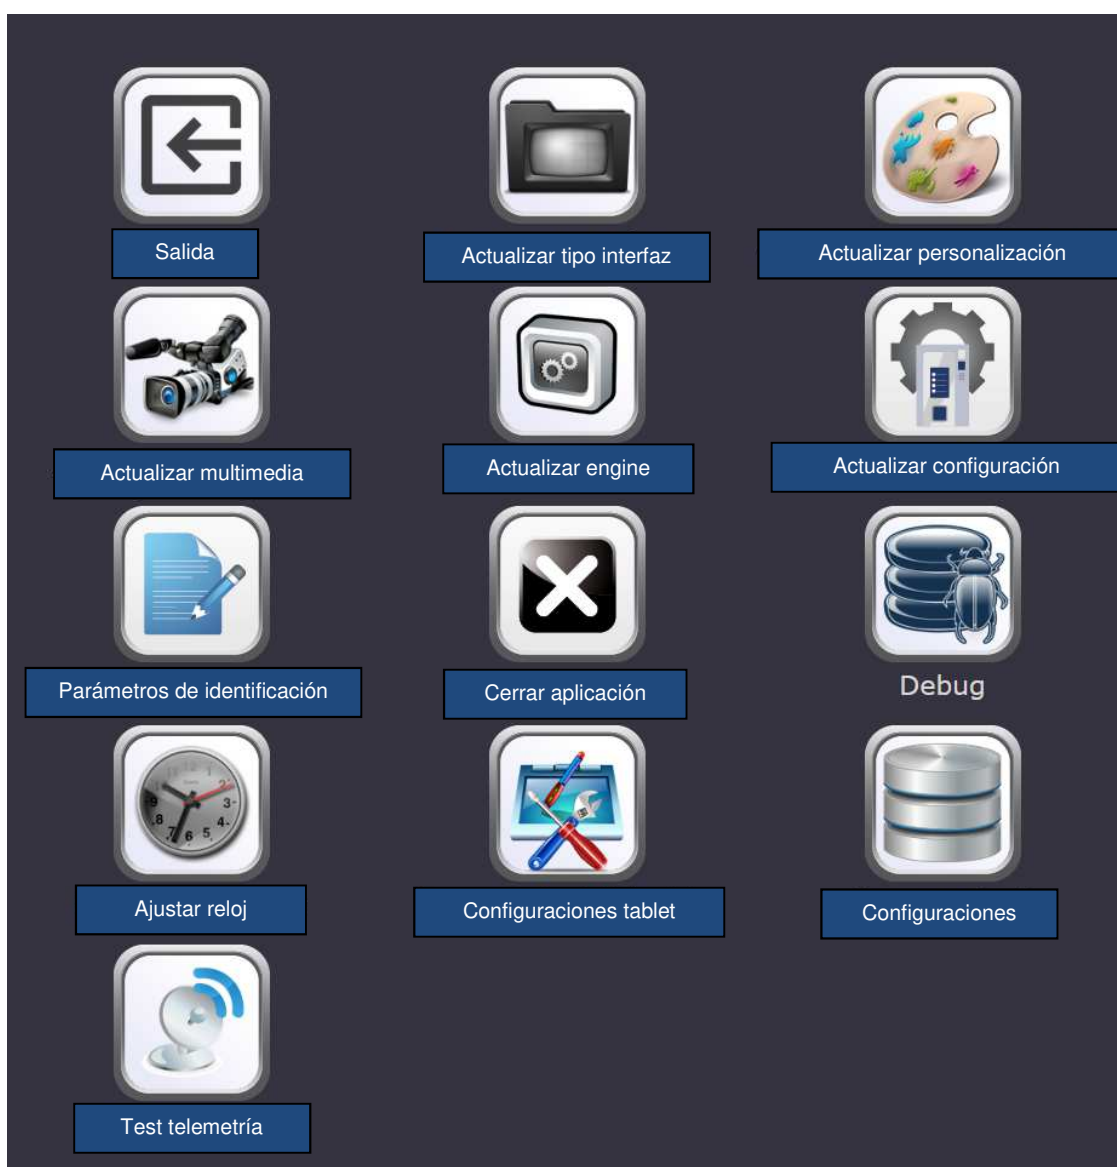 Salida
Actualizar tipo interfaz
Actualizar personalización
Actualizar multimedia
Actualizar engine
Actualizar configuración
Parámetros de identificación
Cerrar aplicación
Debug
Ajustar reloj
Configuraciones tablet
Configuraciones
Test telemetría